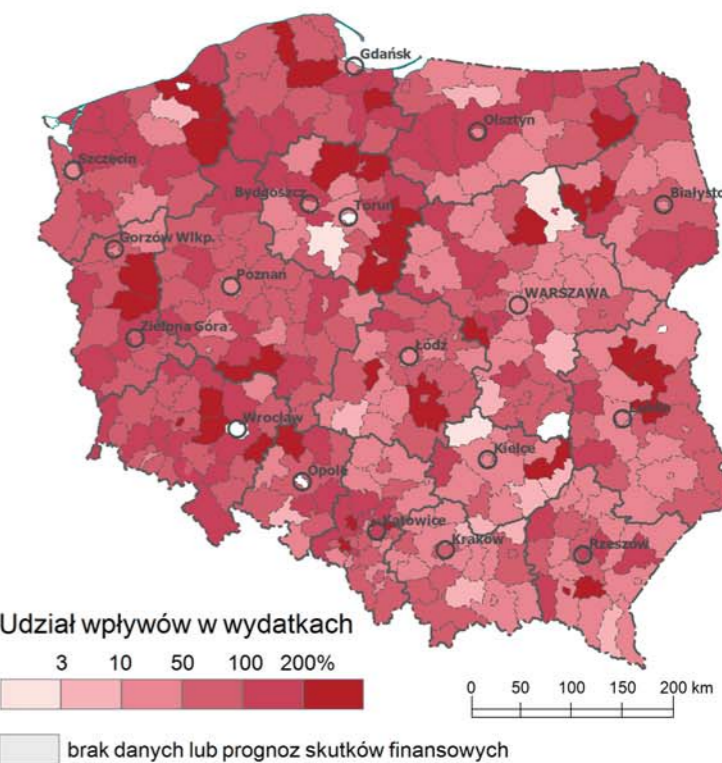 Gdańsk
Olsztyn
Szczecin
Bydgoszcz
Toruń
Białysto
Gorzów Wlkp.
Poznań
WARSZAWA
Zielona Góra
Łódź
Wrocław
Kielce
Opole
Katowice
Kraków
Rzeszów
Udział wpływów w wydatkach
3 10 50 100 200%
0 50 100 150 200 km
brak danych lub prognoz skutków finansowych